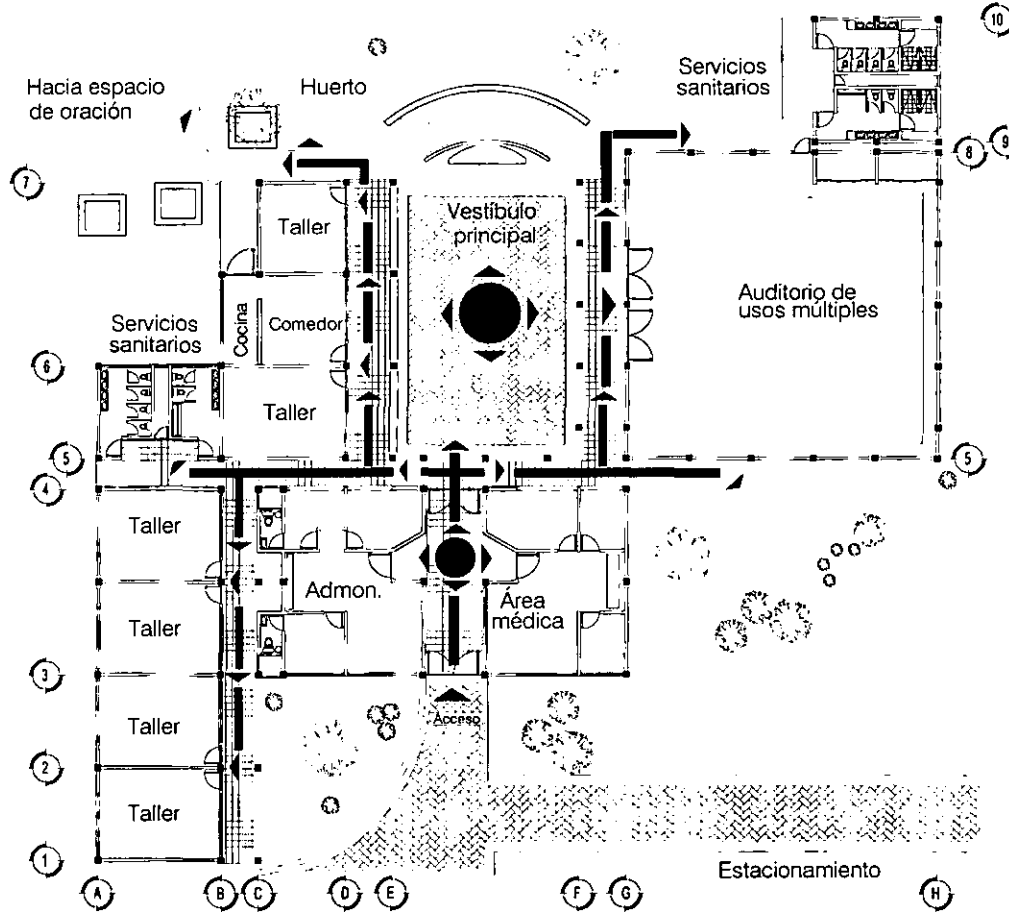 10
Hacia espacio
de oración
Huerto
Servicios
sanitarios
9
8
7
Taller
Vestíbulo
principal
Auditorio de
usos múltiples
Servicios
sanitarios
Cocina
Comedor
6
Taller
5
5
4
Taller
Admon.
Área
médica
Taller
3
Acceso
Taller
2
Taller
1
Estacionamiento
A
B
C
D
E
F
G
H